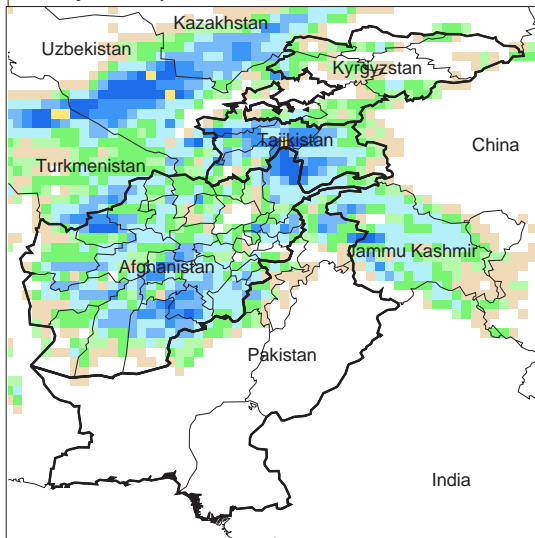 Kazakhstan
Uzbekistan
Kyrgyzstan
Tajikistan
China
Turkmenistan
Jammu Kashmir
Afghanistan
Pakistan
India